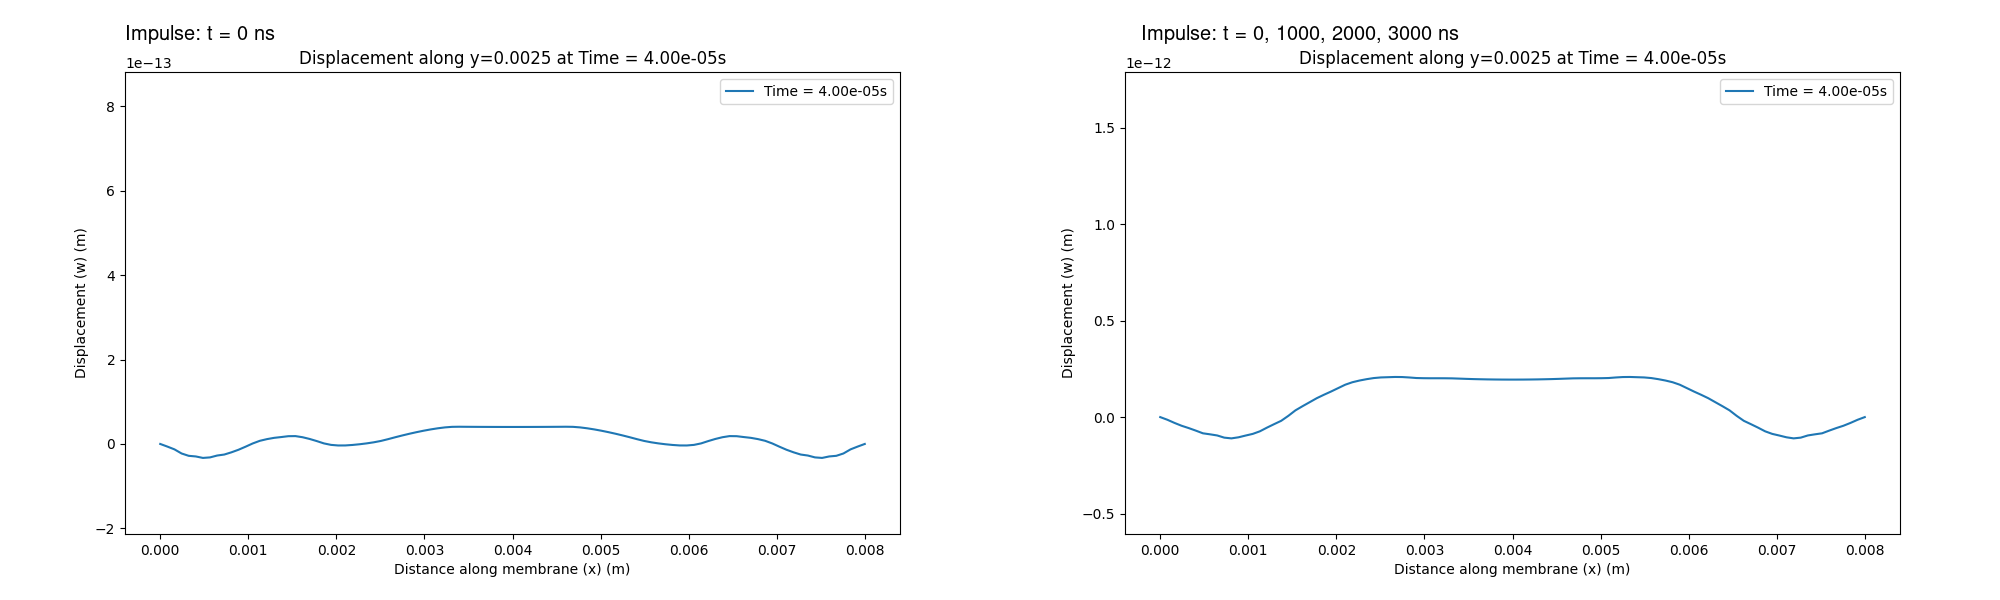 Impulse: t = 0 ns
Displacement along y=0.0025 at Time = 4.00e-05s
1e−13
Time = 4.00e-05s
8
6
4
2
0
−2
Displacement (w) (m)
0.000 0.001 0.002 0.003 0.004 0.005 0.006 0.007 0.008
Distance along membrane (x) (m)
Impulse: t = 0, 1000, 2000, 3000 ns
Displacement along y=0.0025 at Time = 4.00e-05s
1e−12
Time = 4.00e-05s
1.5
1.0
0.5
0.0
−0.5
Displacement (w) (m)
0.000 0.001 0.002 0.003 0.004 0.005 0.006 0.007 0.008
Distance along membrane (x) (m)